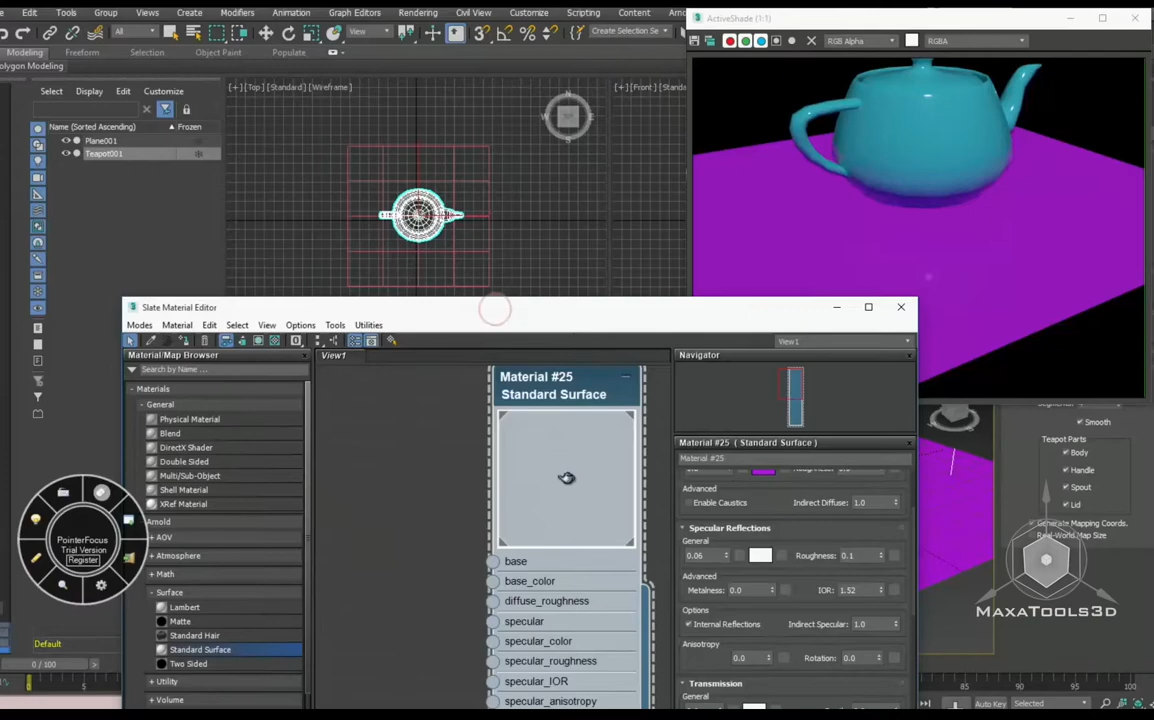 Edit Tools Group Views Create Modifiers Animation Graph Editors Rendering Civil View Customize Scripting Content
All View Create Selection Se
Modeling Freeform Selection Object Paint Populate
Polygon Modeling
ActiveShade (1:1)
RGB Alpha RGBA
Select Display Edit Customize
Name (Sorted Ascending) Frozen
Plane001
Teapot001
[+] [Top] [Standard] [Wireframe]
N W E S
[+] [Front] [Standa
Slate Material Editor
Modes Material Edit Select View Options Tools Utilities
View1
Material/Map Browser
Search by Name ...
Materials
General
Physical Material
Blend
DirectX Shader
Double Sided
Multi/Sub-Object
Shell Material
XRef Material
Arnold
AOV
Atmosphere
Math
Surface
Lambert
Matte
Standard Hair
Standard Surface
Two Sided
Utility
Volume
View1
Material #25
Standard Surface
base
base_color
diffuse_roughness
specular
specular_color
specular_roughness
specular_IOR
specular_anisotropy
Navigator
Material #25 ( Standard Surface )
Material #25
Advanced
Enable Caustics Indirect Diffuse: 1.0
Specular Reflections
General
0.06 Roughness: 0.1
Advanced
Metalness: 0.0 IOR: 1.52
Options
Internal Reflections Indirect Specular: 1.0
Anisotropy
0.0 Rotation: 0.0
Transmission
General
Smooth
Teapot Parts
Body
Handle
Spout
Lid
Generate Mapping Coords.
Real-World Map Size
MAXATOOLS3D
PointerFocus
Trial Version
Register
Default
0 / 100
0 5 85 90 95 100
Auto Key Selected